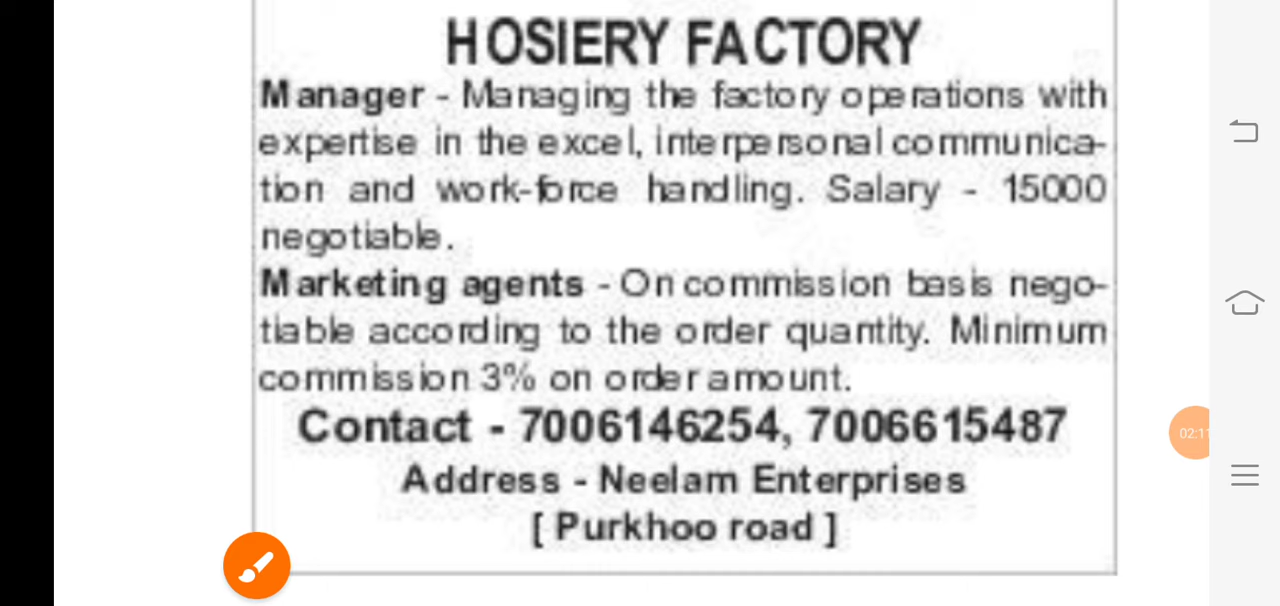 HOSIERY FACTORY
Manager - Managing the factory operations with
expertise in the excel, interpersonal communica-
tion and work-force handling. Salary - 15000
negotiable.
Marketing agents - On commission basis nego-
tiable according to the order quantity. Minimum
commission 3% on order amount.
Contact - 7006146254, 7006615487
Address - Neelam Enterprises
[ Purkhoo road ]